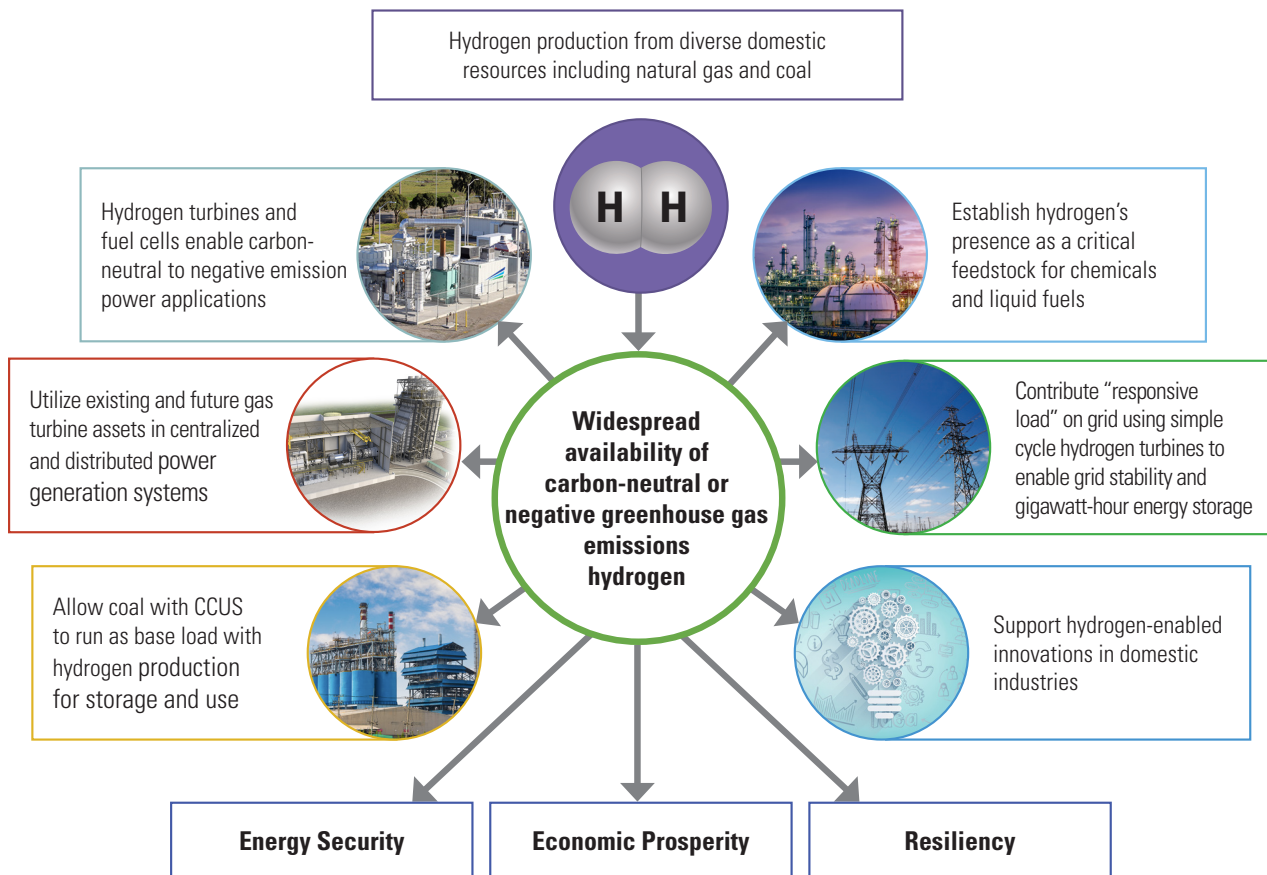 Hydrogen production from diverse domestic
resources including natural gas and coal
H H
Hydrogen turbines and
fuel cells enable carbon-
neutral to negative emission
power applications
Establish hydrogen’s
presence as a critical
feedstock for chemicals
and liquid fuels
Utilize existing and future gas
turbine assets in centralized
and distributed power
generation systems
Widespread
availability of
carbon-neutral or
negative greenhouse gas
emissions
hydrogen
Contribute “responsive
load” on grid using simple
cycle hydrogen turbines to
enable grid stability and
gigawatt-hour energy storage
Allow coal with CCUS
to run as base load with
hydrogen production
for storage and use
Support hydrogen-enabled
innovations in domestic
industries
Energy Security
Economic Prosperity
Resiliency